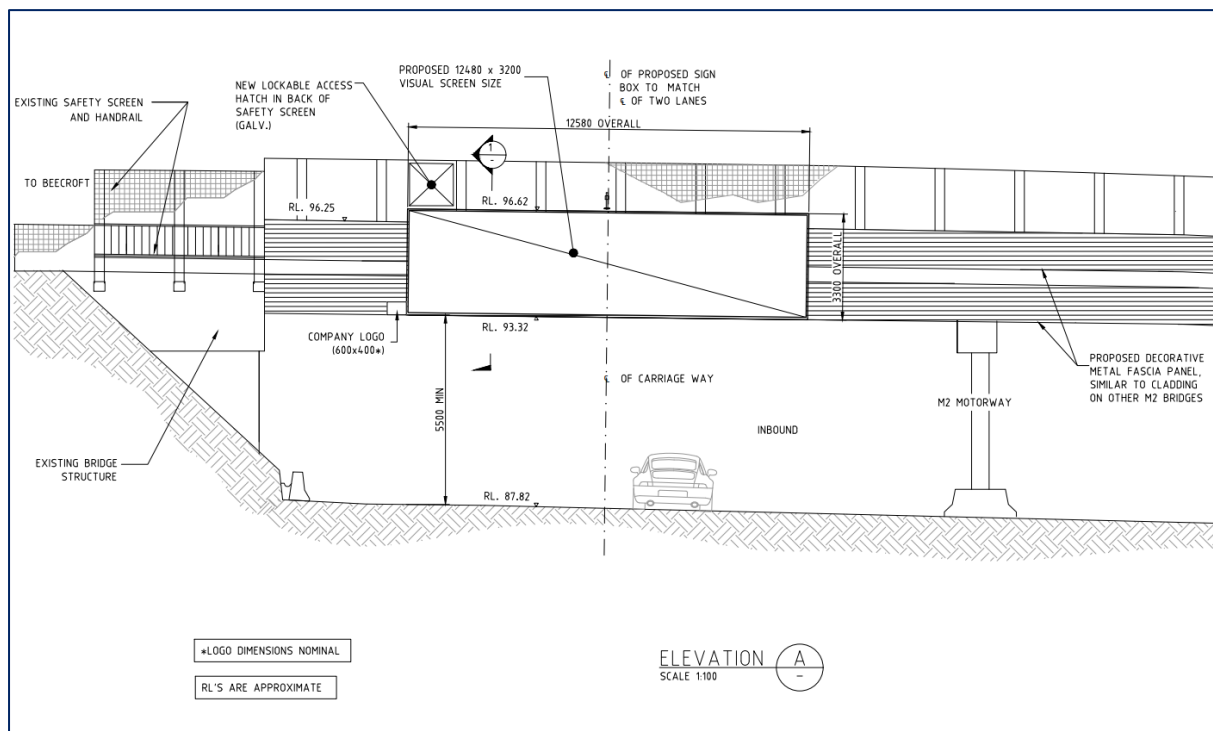 EXISTING SAFETY SCREEN
AND HANDRAIL
NEW LOCKABLE ACCESS
HATCH IN BACK OF
SAFETY SCREEN
(GALV.)
PROPOSED 12480 x 3200
VISUAL SCREEN SIZE
℄ OF PROPOSED SIGN
BOX TO MATCH
℄ OF TWO LANES
12580 OVERALL
1
-
TO BEECROFT
RL. 96.25
RL. 96.62
3300 OVERALL
RL. 93.32
COMPANY LOGO
(600x400*)
℄ OF CARRIAGE WAY
5500 MIN
PROPOSED DECORATIVE
METAL FASCIA PANEL,
SIMILAR TO CLADDING
ON OTHER M2 BRIDGES
M2 MOTORWAY
INBOUND
EXISTING BRIDGE
STRUCTURE
RL. 87.82
*LOGO DIMENSIONS NOMINAL
RL'S ARE APPROXIMATE
ELEVATION
SCALE 1:100
A
-